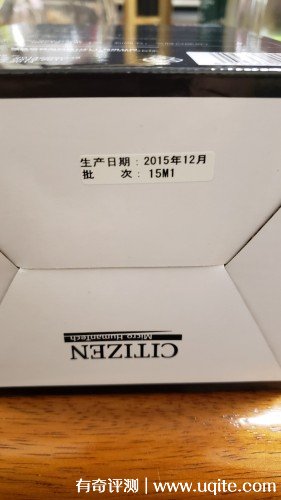 生产日期：2015年12月
批　　次：15M1
CITIZEN
Micro HumanTech
有奇评测 | www.uqite.com